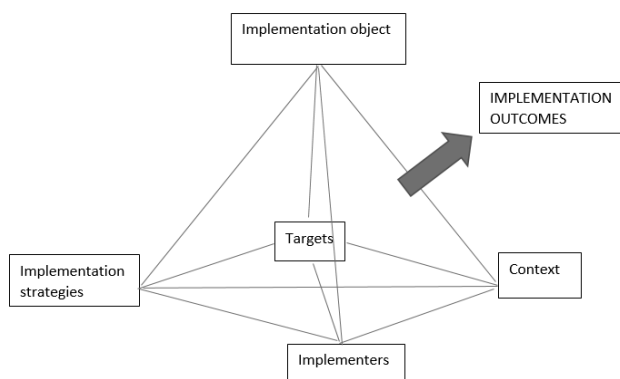 Implementation object
IMPLEMENTATION
OUTCOMES
Targets
Implementation
strategies
Context
Implementers